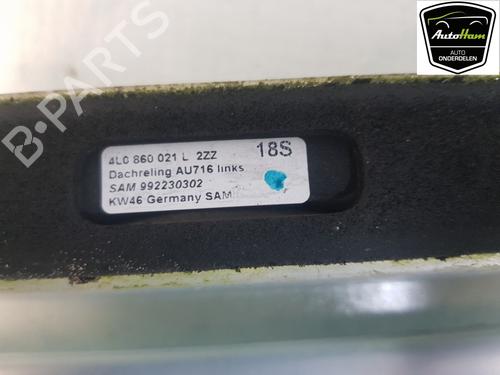 AutoHam
AUTO
ONDERDELEN
B-PARTS
4L0 860 021 L 2ZZ 18S
Dachreling AU716 links
SAM 992230302
KW46 Germany SAM